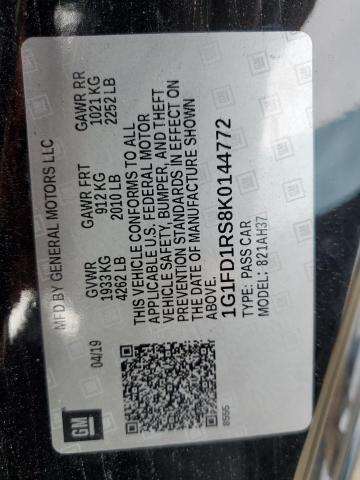 MFD BY GENERAL MOTORS LLC
04/19
GVWR GAWR FRT GAWR RR
1933 KG 912 KG 1021 KG
4262 LB 2010 LB 2252 LB
THIS VEHICLE CONFORMS TO ALL
APPLICABLE U.S. FEDERAL MOTOR
VEHICLE SAFETY, BUMPER, AND THEFT
PREVENTION STANDARDS IN EFFECT ON
THE DATE OF MANUFACTURE SHOWN
ABOVE.
1G1FD1RS8K0144772
TYPE: PASS CAR
MODEL: 821AH37
GM
8555